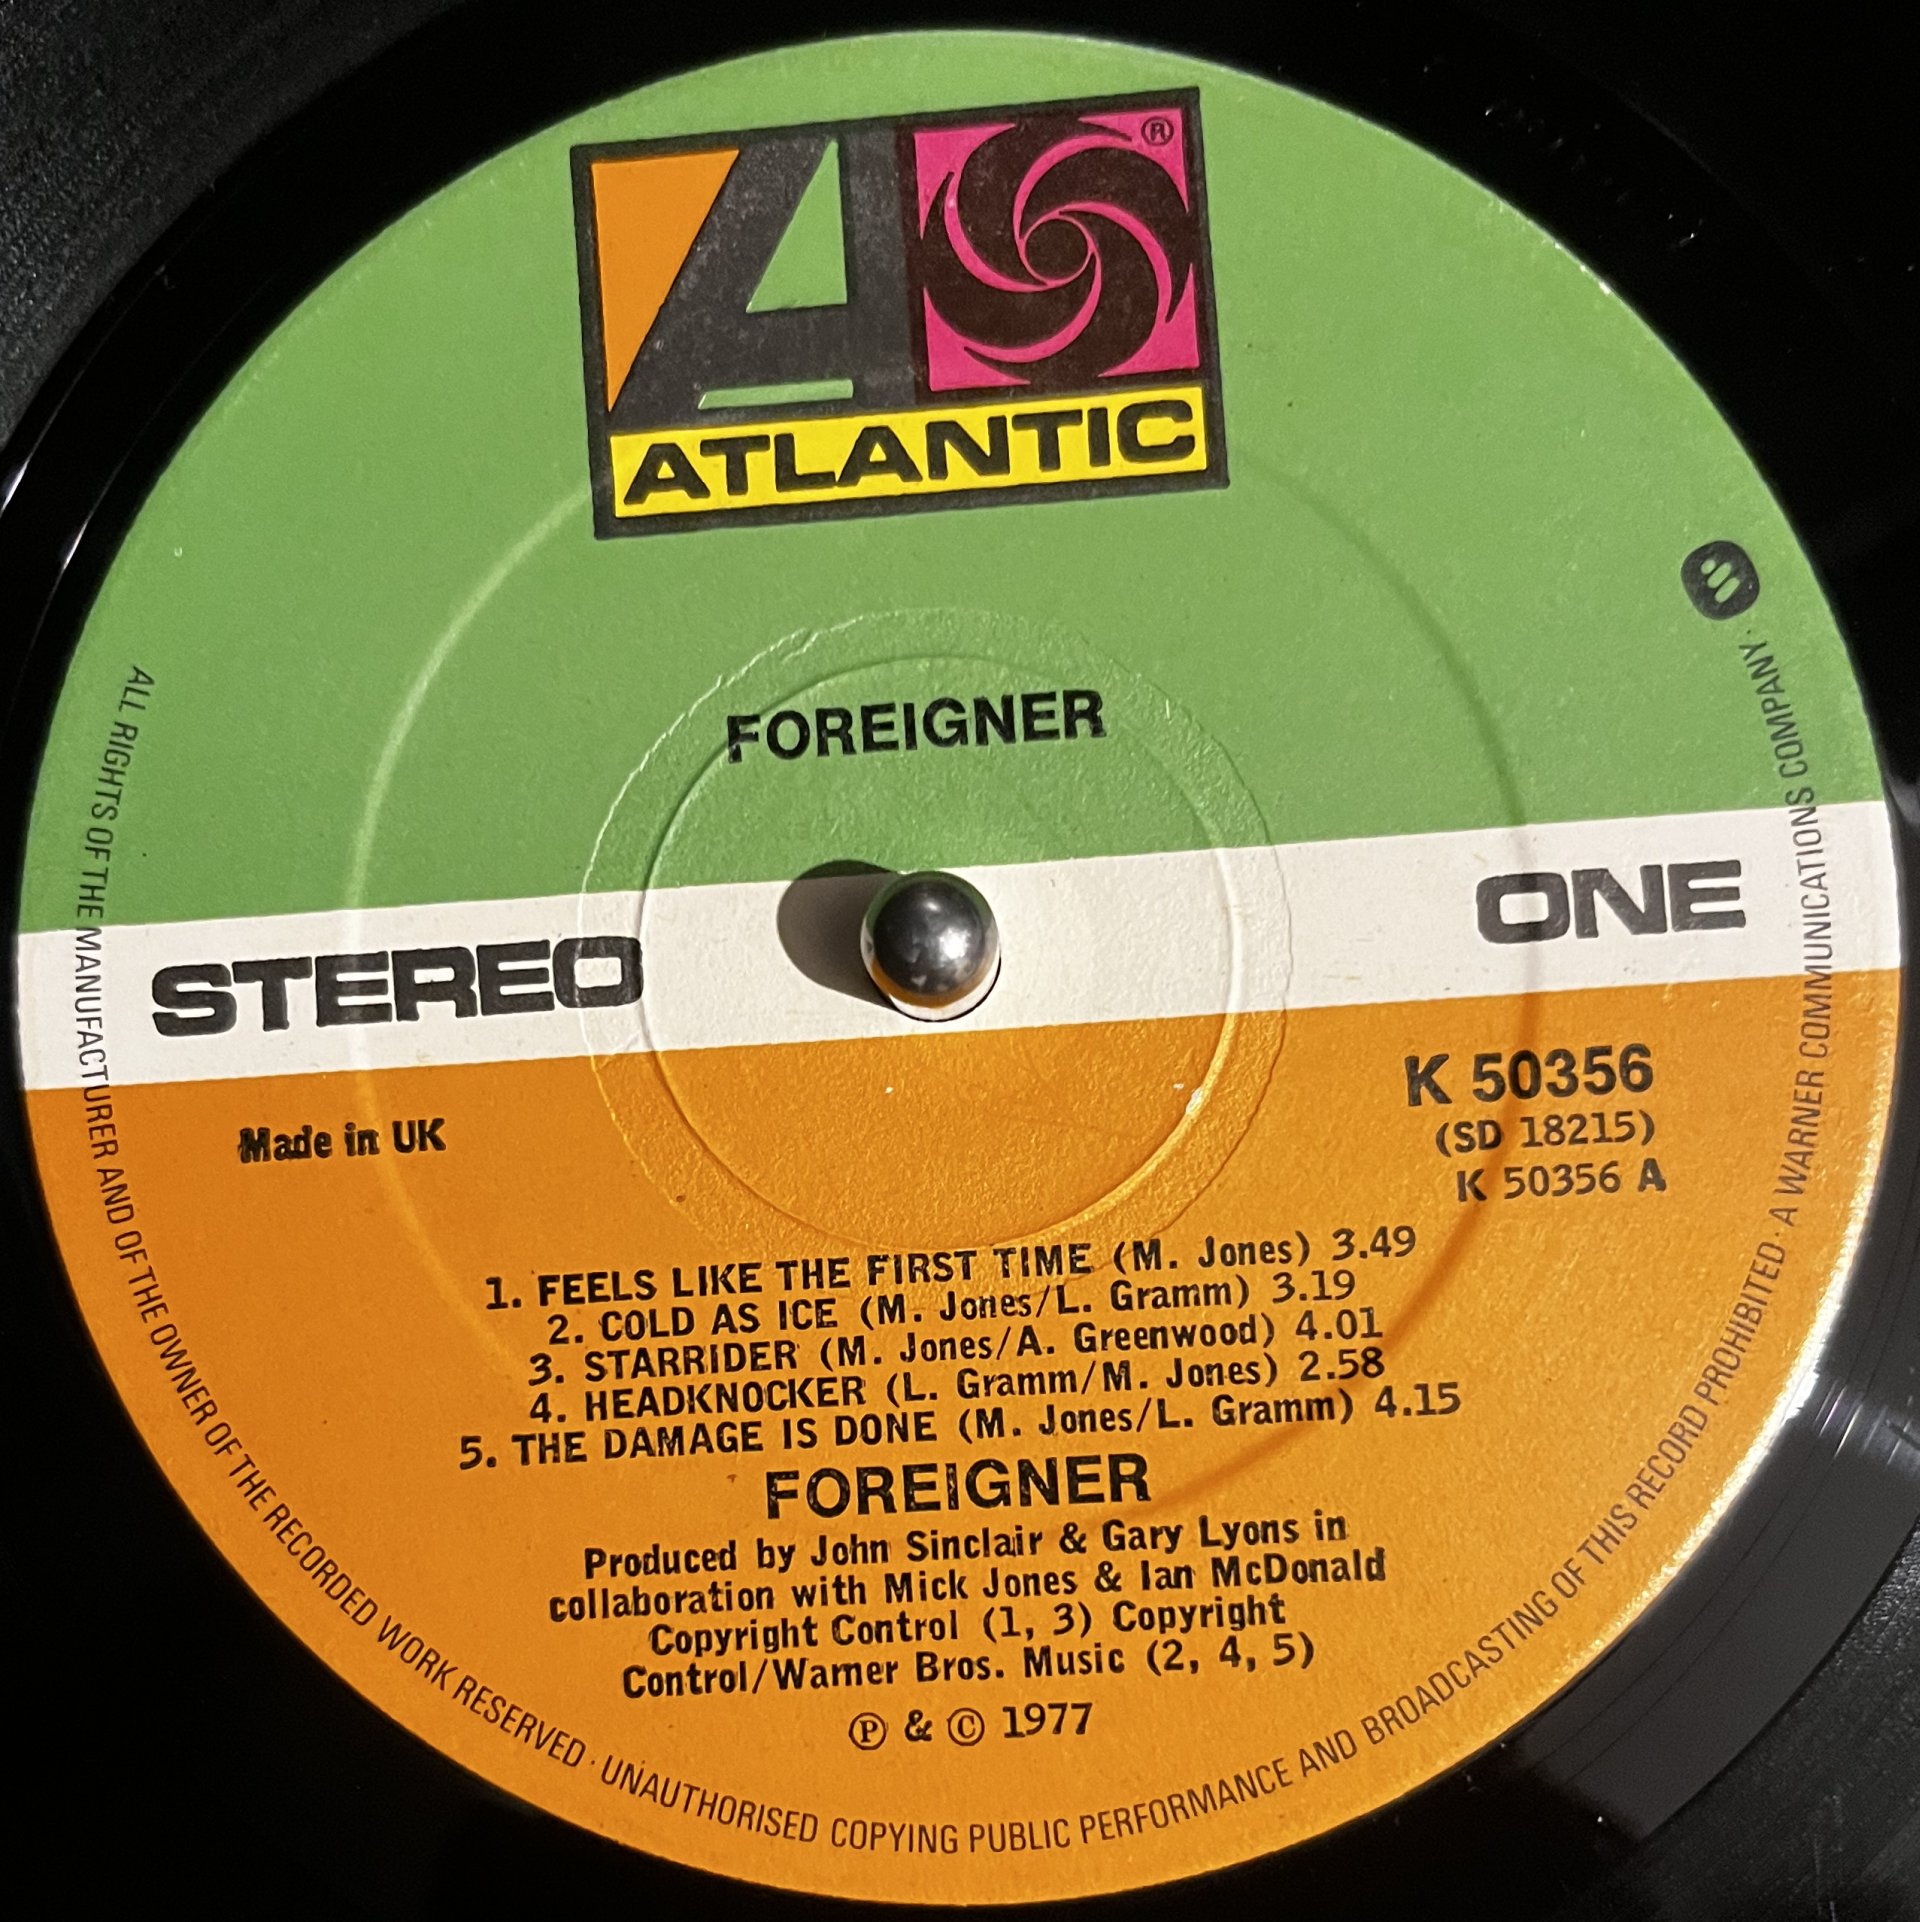 ®
ATLANTIC
FOREIGNER
STEREO
ONE
Made in UK
K 50356
(SD 18215)
K 50356 A
1. FEELS LIKE THE FIRST TIME (M. Jones) 3.49
2. COLD AS ICE (M. Jones/L. Gramm) 3.19
3. STARRIDER (M. Jones/A. Greenwood) 4.01
4. HEADKNOCKER (L. Gramm/M. Jones) 2.58
5. THE DAMAGE IS DONE (M. Jones/L. Gramm) 4.15
FOREIGNER
Produced by John Sinclair & Gary Lyons in
collaboration with Mick Jones & Ian McDonald
Copyright Control (1, 3) Copyright
Control/Warner Bros. Music (2, 4, 5)
Ⓟ & © 1977
ALL RIGHTS OF THE MANUFACTURER AND OF THE OWNER OF THE RECORDED WORK RESERVED · UNAUTHORISED COPYING PUBLIC PERFORMANCE AND BROADCASTING OF THIS RECORD PROHIBITED · A WARNER COMMUNICATIONS COMPANY ·